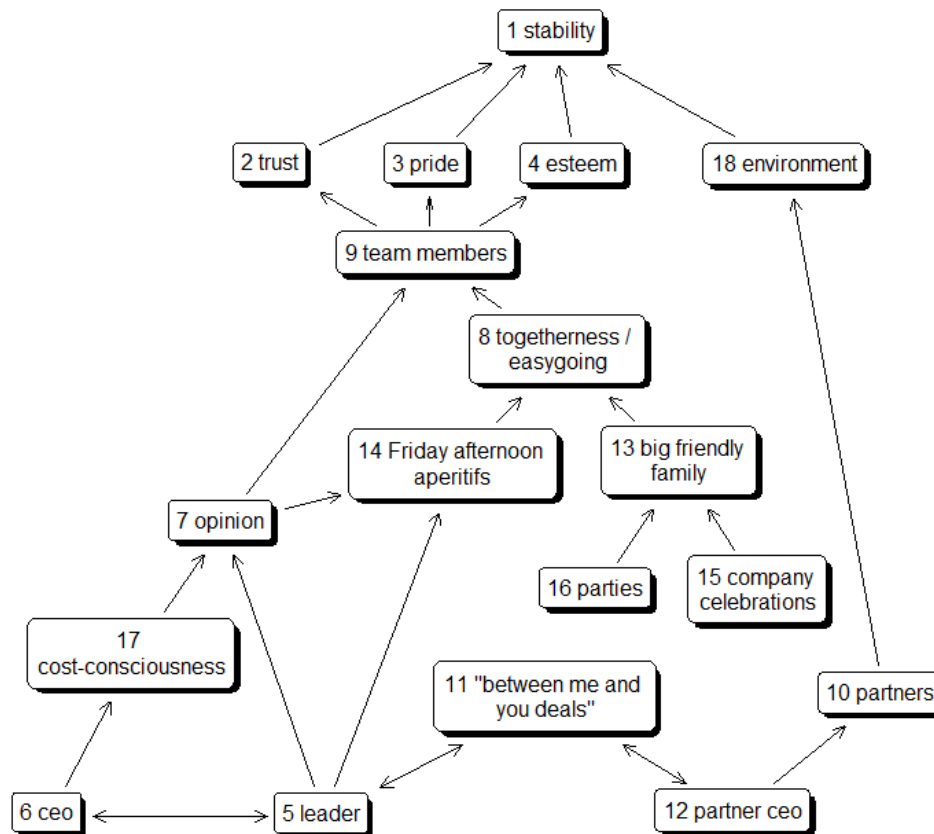 1 stability
2 trust
3 pride
4 esteem
18 environment
9 team members
8 togetherness /
easygoing
14 Friday afternoon
aperitifs
13 big friendly
family
7 opinion
16 parties
15 company
celebrations
17
cost-consciousness
11 "between me and
you deals"
10 partners
6 ceo
5 leader
12 partner ceo